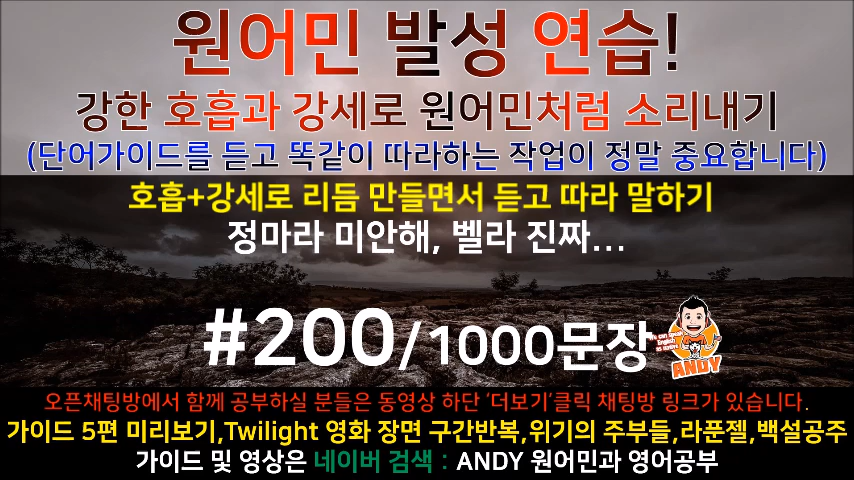 원어민 발성 연습!
강한 호흡과 강세로 원어민처럼 소리내기
(단어가이드를 듣고 똑같이 따라하는 작업이 정말 중요합니다)
호흡+강세로 리듬 만들면서 듣고 따라 말하기
정마라 미안해, 벨라 진짜...
#200/1000문장
We can speak
English
as native
ANDY
오픈채팅방에서 함께 공부하실 분들은 동영상 하단 '더보기'클릭 채팅방 링크가 있습니다.
가이드 5편 미리보기,Twilight 영화 장면 구간반복,위기의 주부들,라푼젤,백설공주
가이드 및 영상은 네이버 검색 : ANDY 원어민과 영어공부